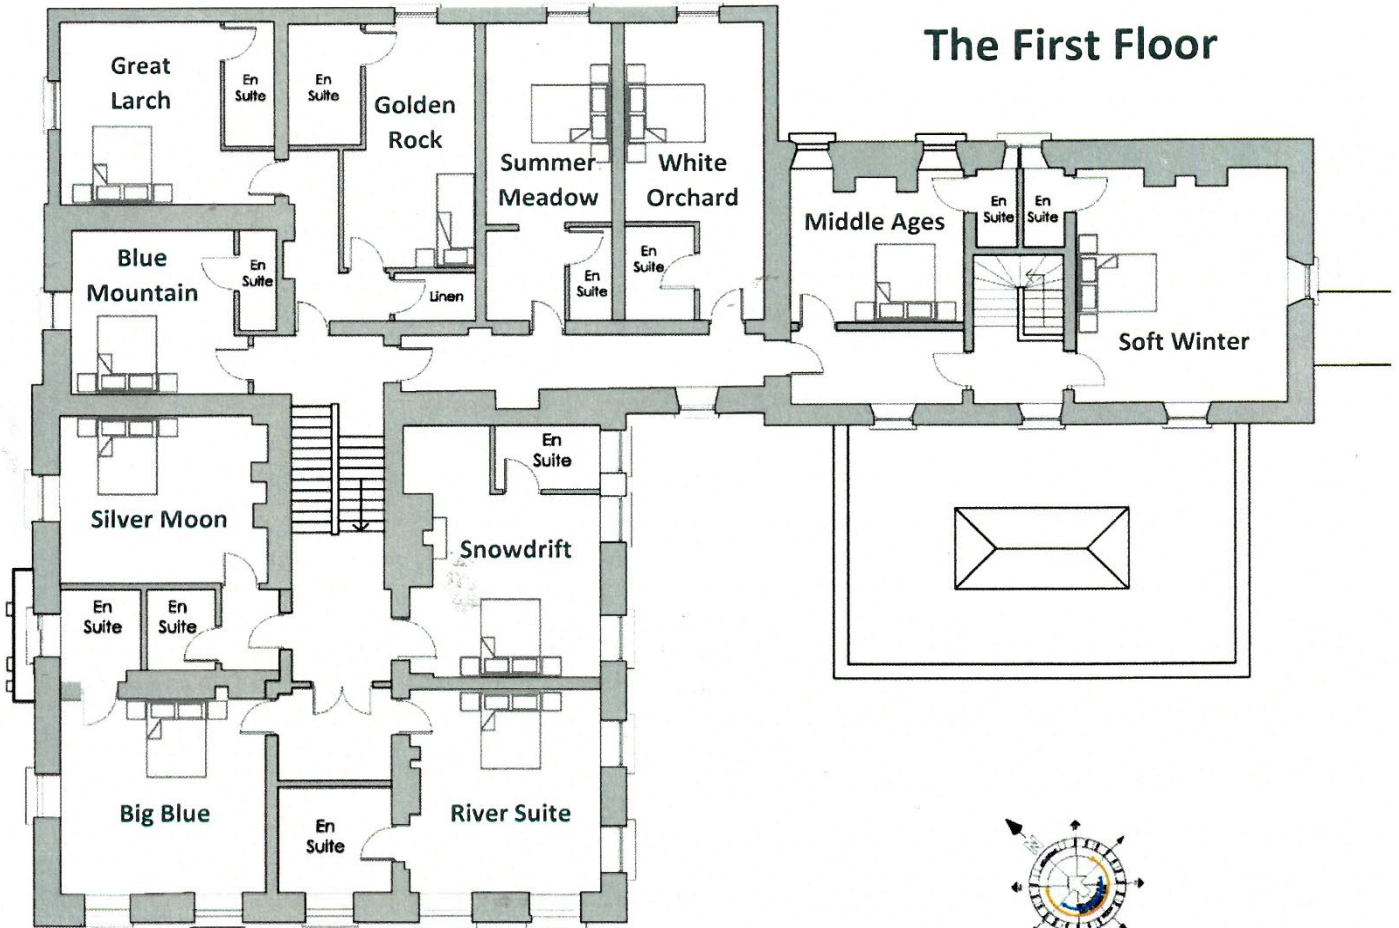 The First Floor
Great
Larch
En
Suite
En
Suite
Golden
Rock
Summer
Meadow
White
Orchard
Middle Ages
En
Suite
En
Suite
Soft Winter
Blue
Mountain
En
Suite
Linen
En
Suite
En
Suite
Silver Moon
En
Suite
Snowdrift
En
Suite
En
Suite
Big Blue
En
Suite
River Suite
N